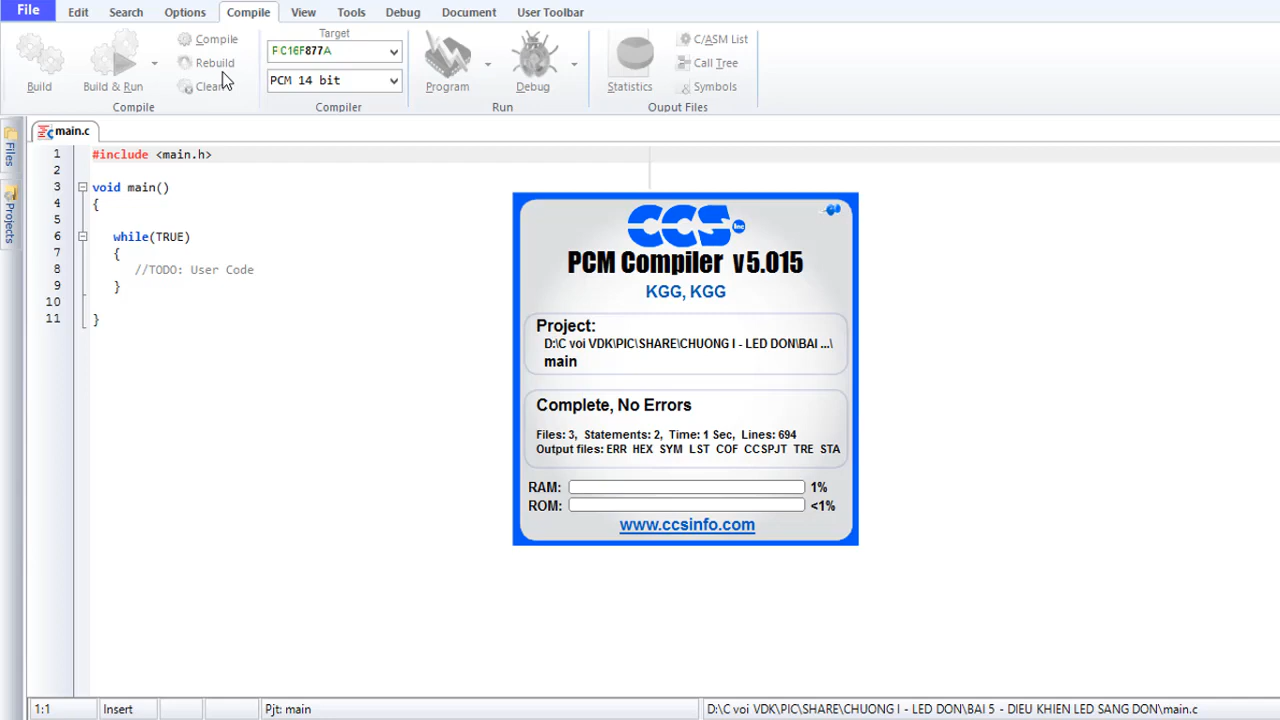 File Edit Search Options Compile View Tools Debug Document User Toolbar
Build
Build & Run
Compile
Rebuild
Clean
Compile
Target
PCM 14 bit
Compiler
Program
Debug
Run
Statistics
C/ASM List
Call Tree
Symbols
Ouput Files
Files
Projects
main.c
1 #include <main.h>
2
3 void main()
4 {
5
6 while(TRUE)
7 {
8 //TODO: User Code
9 }
10
11 }
CCS Inc
PCM Compiler v5.015
KGG, KGG
Project:
D:\C voi VDK\PIC\SHARE\CHUONG I - LED DON\BAI ...\
main
Complete, No Errors
Files: 3, Statements: 2, Time: 1 Sec, Lines: 694
Output files: ERR HEX SYM LST COF CCSPJT TRE STA
RAM: 1%
ROM: <1%
www.ccsinfo.com
1:1 Insert Pjt: main D:\C voi VDK\PIC\SHARE\CHUONG I - LED DON\BAI 5 - DIEU KHIEN LED SANG DON\main.c